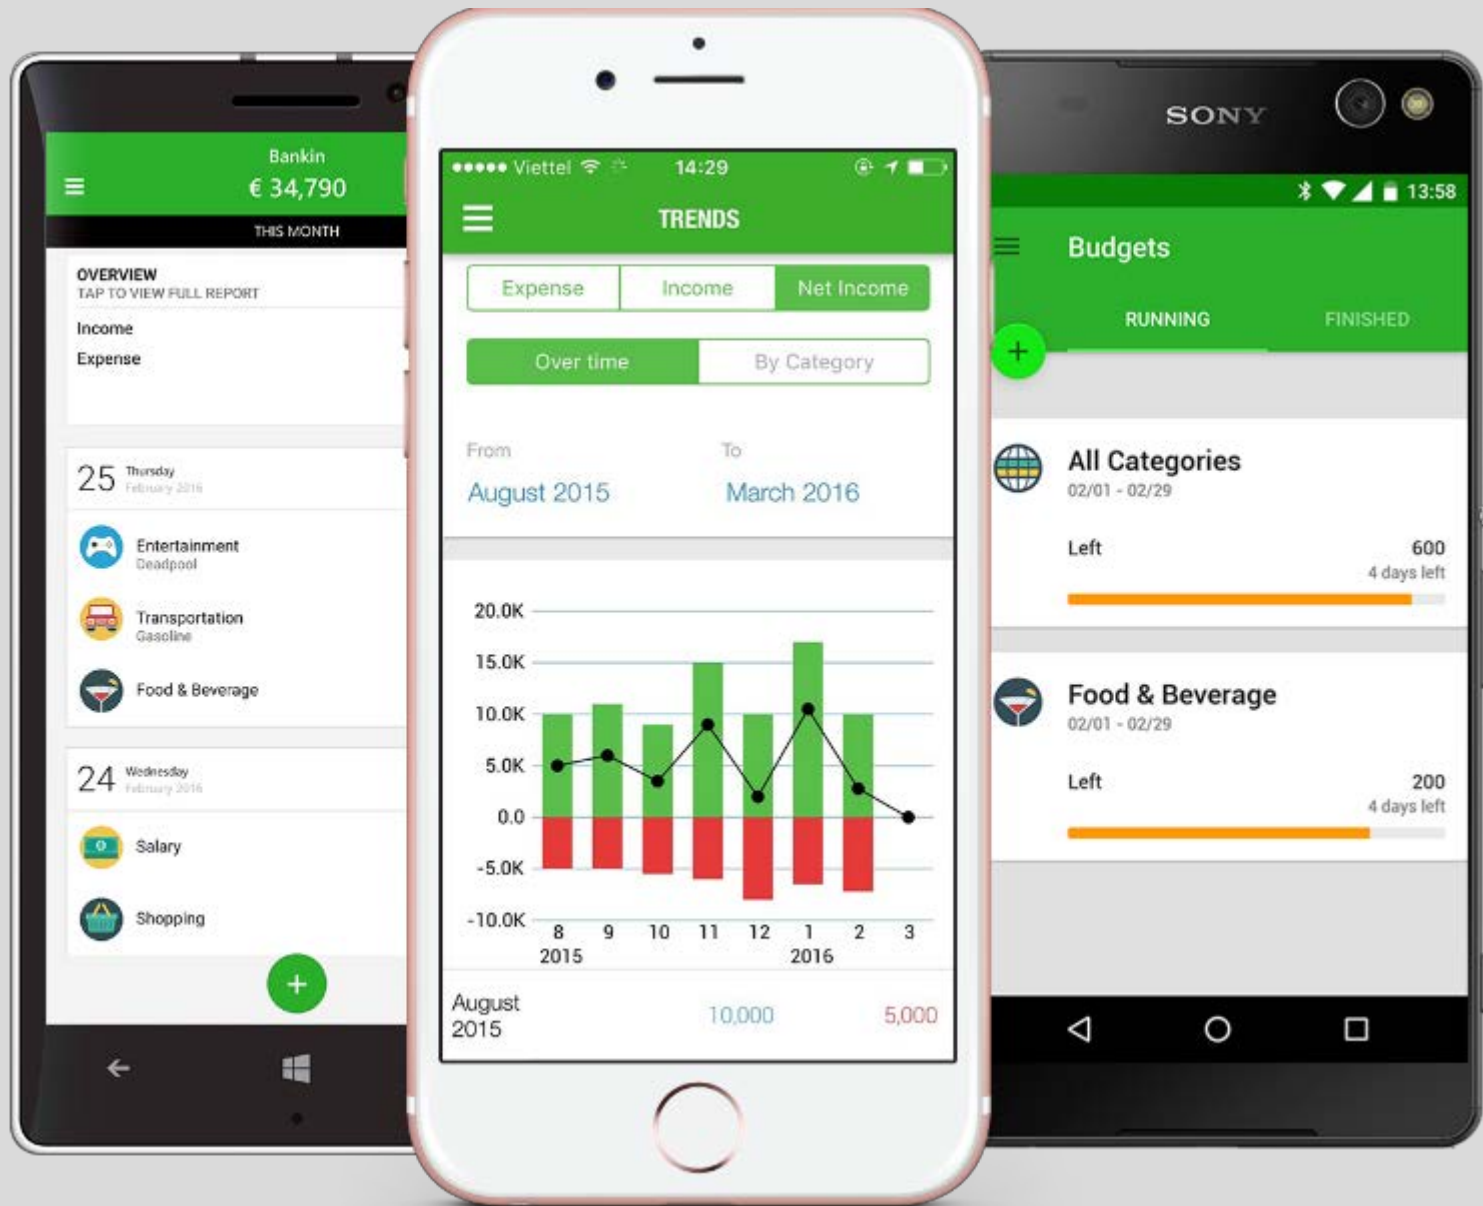 Bankin
€ 34,790
THIS MONTH
OVERVIEW
TAP TO VIEW FULL REPORT
Income
Expense
25 Thursday
February 2016
Entertainment
Deadpool
Transportation
Gasoline
Food & Beverage
24 Wednesday
February 2016
Salary
Shopping
+
Viettel 14:29
TRENDS
Expense Income Net Income
Over time By Category
From To
August 2015 March 2016
20.0K
15.0K
10.0K
5.0K
0.0
-5.0K
-10.0K
8 9 10 11 12 1 2 3
2015 2016
August
2015 10,000 5,000
SONY
13:58
Budgets
RUNNING FINISHED
+
All Categories
02/01 - 02/29
Left 600
4 days left
Food & Beverage
02/01 - 02/29
Left 200
4 days left